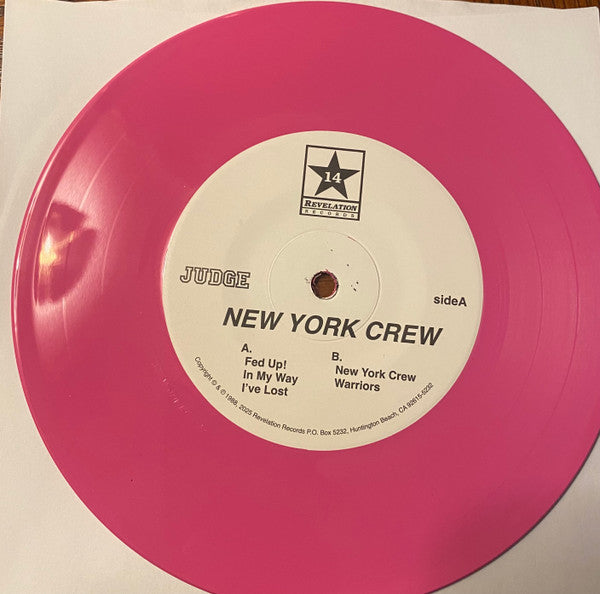 14
REVELATION
RECORDS
JUDGE
sideA
NEW YORK CREW
A.
Fed Up!
In My Way
I've Lost
B.
New York Crew
Warriors
Copyright © & ℗ 1988, 2025 Revelation Records P.O. Box 5232, Huntington Beach, CA 92615-5232